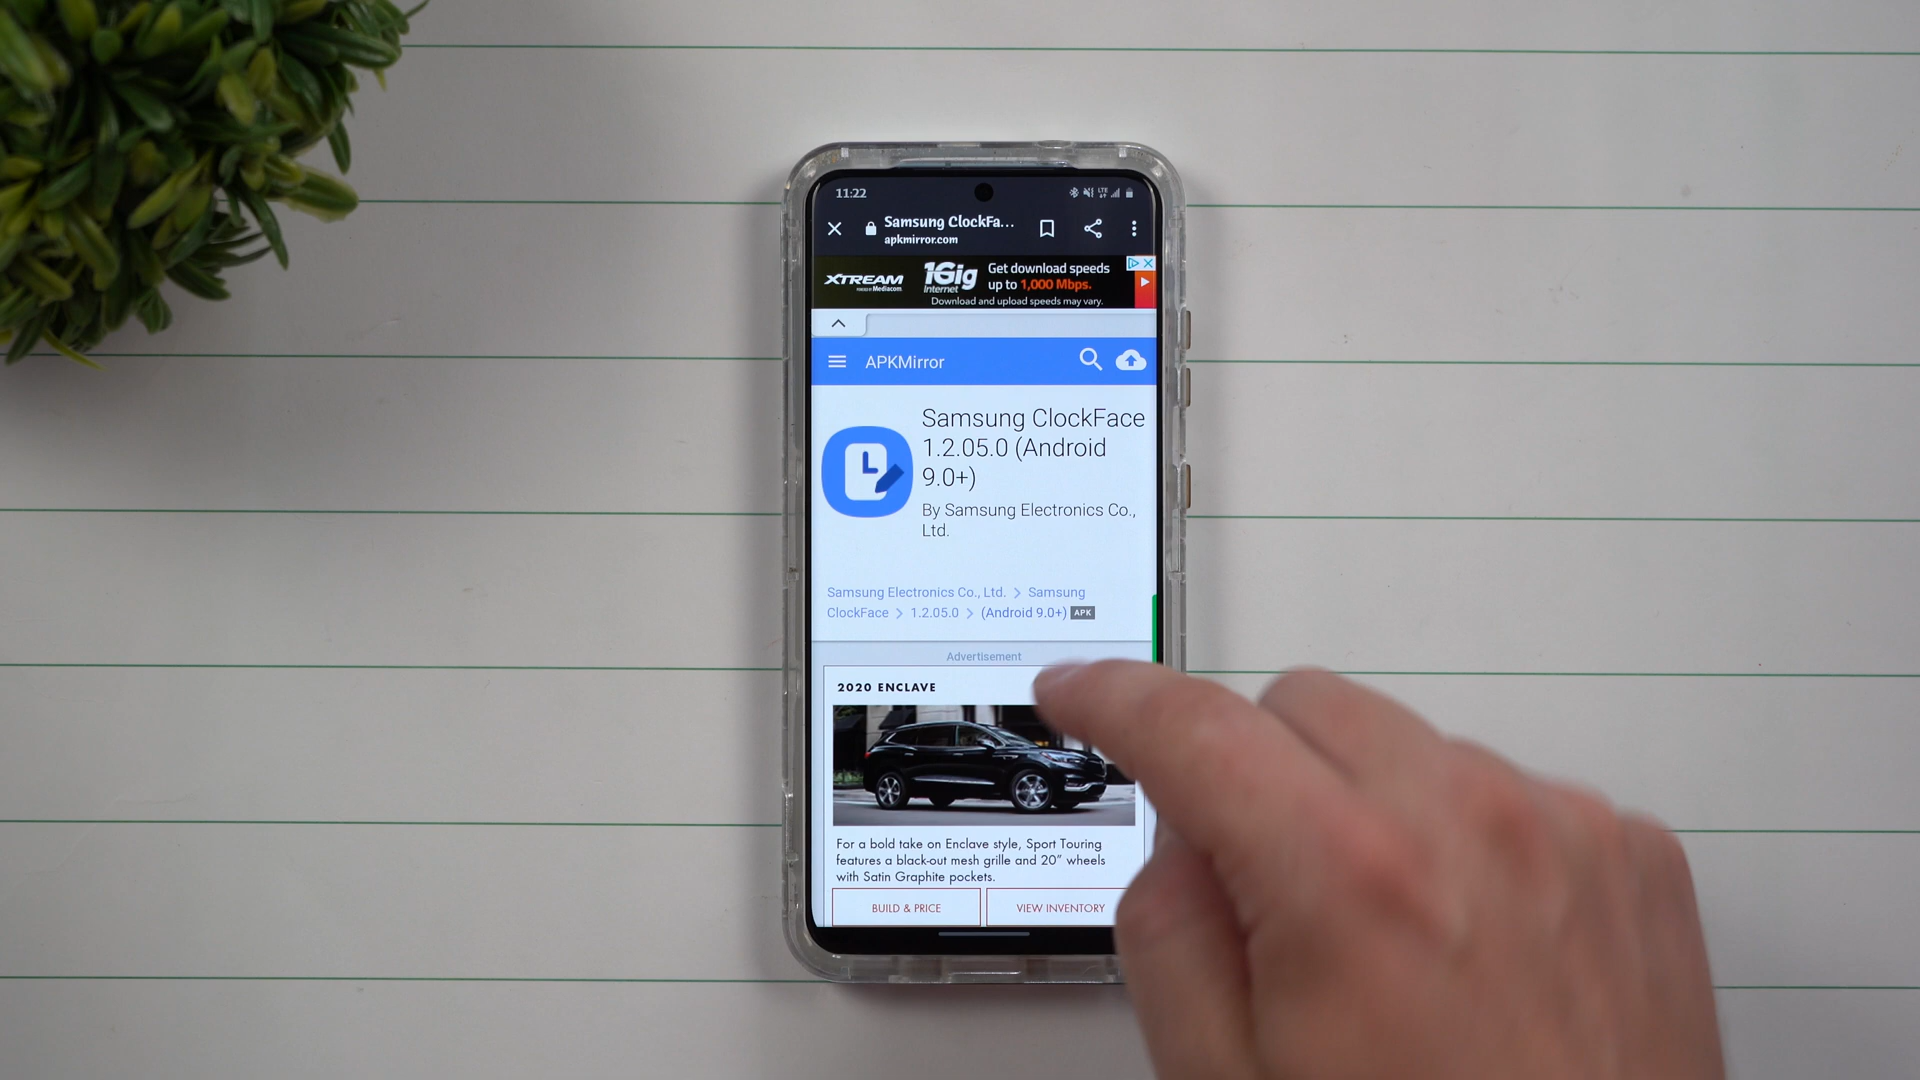 11:22
LTE
Samsung ClockFa...
apkmirror.com
XTREAM
POWERED BY Mediacom
1Gig
Internet
Get download speeds
up to 1,000 Mbps.
Download and upload speeds may vary.
APKMirror
Samsung ClockFace
1.2.05.0 (Android
9.0+)
By Samsung Electronics Co.,
Ltd.
Samsung Electronics Co., Ltd. > Samsung
ClockFace > 1.2.05.0 > (Android 9.0+) APK
Advertisement
2020 ENCLAVE
For a bold take on Enclave style, Sport Touring
features a black-out mesh grille and 20" wheels
with Satin Graphite pockets.
BUILD & PRICE
VIEW INVENTORY